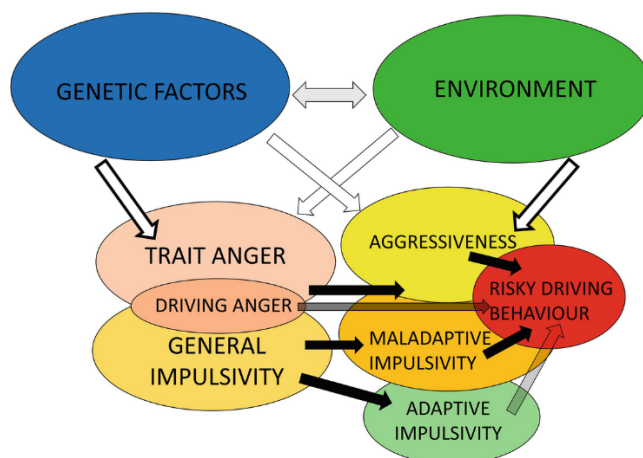 GENETIC FACTORS
ENVIRONMENT
TRAIT ANGER
DRIVING ANGER
GENERAL
IMPULSIVITY
AGGRESSIVENESS
RISKY DRIVING
BEHAVIOUR
MALADAPTIVE
IMPULSIVITY
ADAPTIVE
IMPULSIVITY